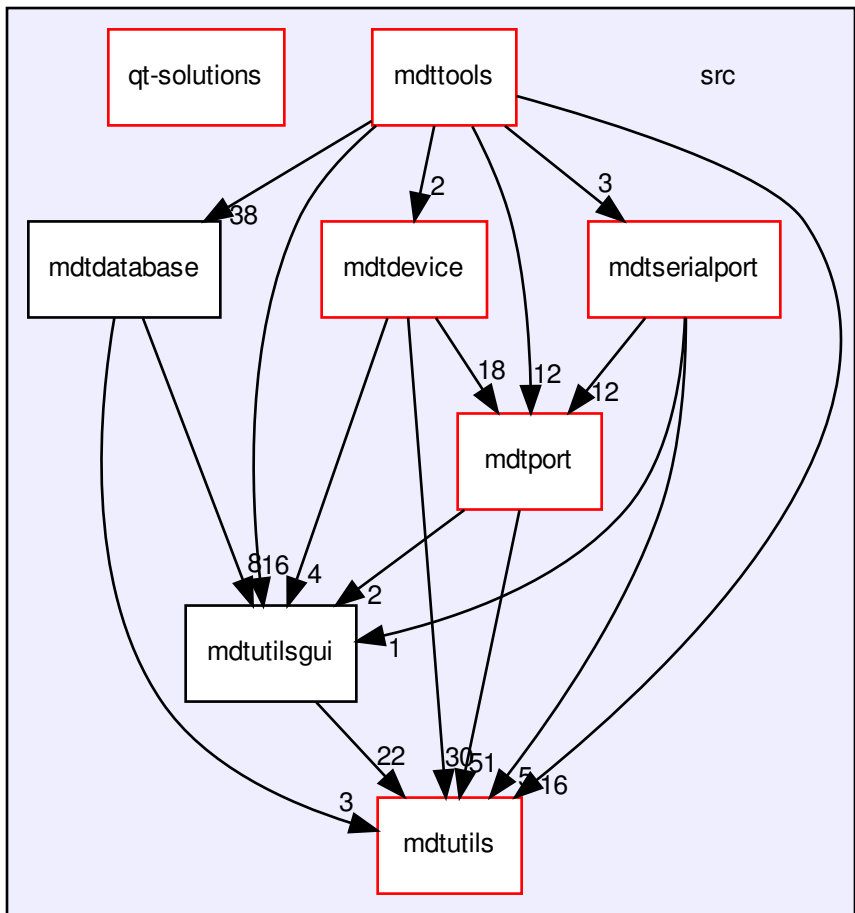 qt-solutions
mdttools
src
38
2
3
mdtdatabase
mdtdevice
mdtserialport
18
12
12
mdtport
8
16
4
2
mdtutilsgui
1
22
30
51
5
16
3
mdtutils